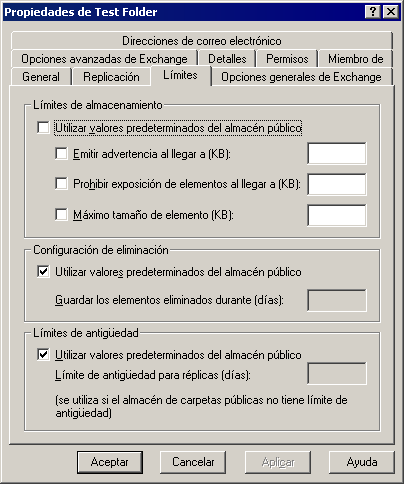 Propiedades de Test Folder
Direcciones de correo electrónico
Opciones avanzadas de Exchange Detalles Permisos Miembro de
General Replicación Límites Opciones generales de Exchange
Límites de almacenamiento
Utilizar valores predeterminados del almacén público
Emitir advertencia al llegar a (KB):
Prohibir exposición de elementos al llegar a (KB):
Máximo tamaño de elemento (KB):
Configuración de eliminación
Utilizar valores predeterminados del almacén público
Guardar los elementos eliminados durante (días):
Límites de antigüedad
Utilizar valores predeterminados del almacén público
Límite de antigüedad para réplicas (días):
(se utiliza si el almacén de carpetas públicas no tiene límite de
antigüedad)
Aceptar Cancelar Aplicar Ayuda